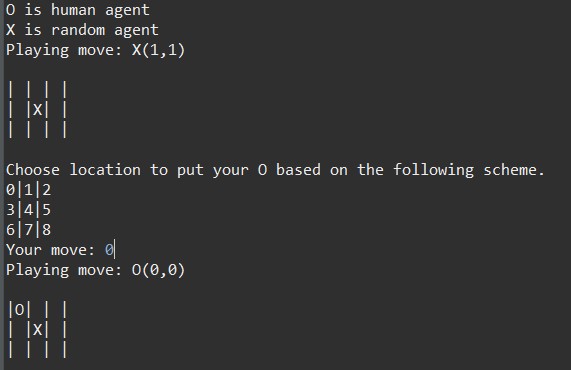 O is human agent
X is random agent
Playing move: X(1,1)
| | | |
| |X| |
| | | |
Choose location to put your O based on the following scheme.
0|1|2
3|4|5
6|7|8
Your move: 0
Playing move: O(0,0)
|O| | |
| |X| |
| | | |